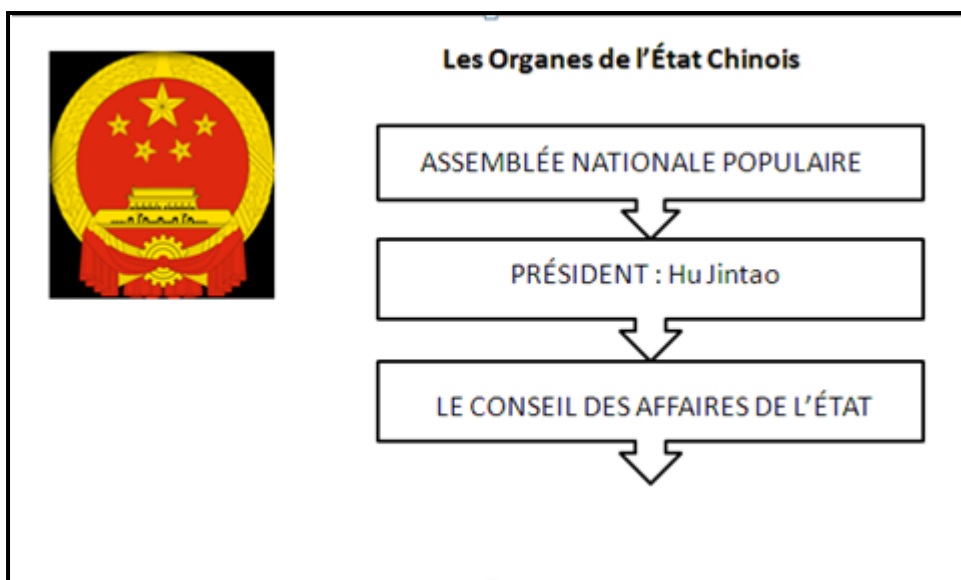 Les Organes de l’État Chinois
ASSEMBLÉE NATIONALE POPULAIRE
PRÉSIDENT : Hu Jintao
LE CONSEIL DES AFFAIRES DE L’ÉTAT